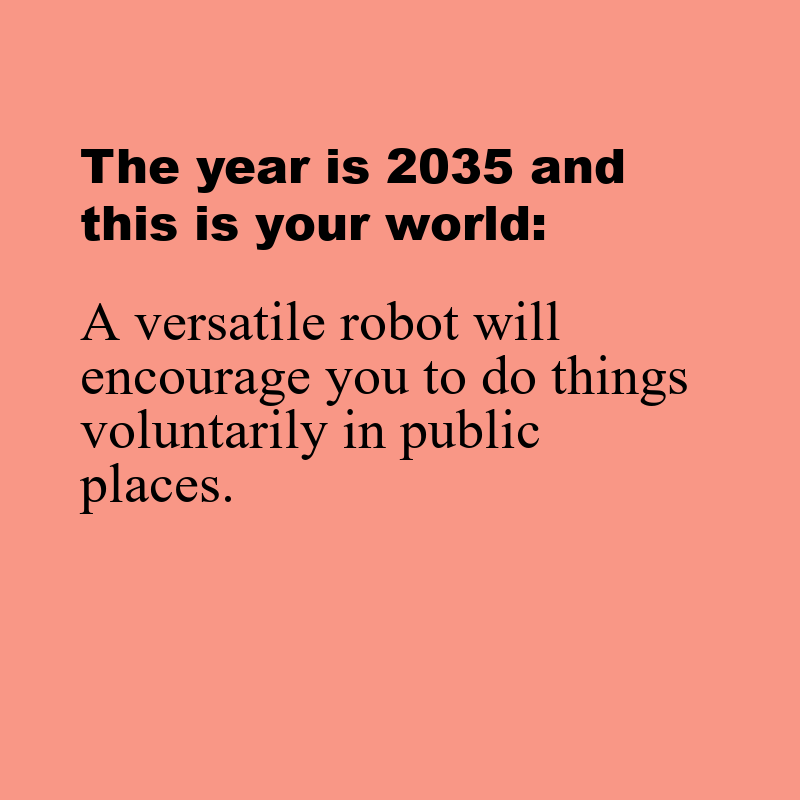 The year is 2035 and
this is your world:
A versatile robot will
encourage you to do things
voluntarily in public
places.